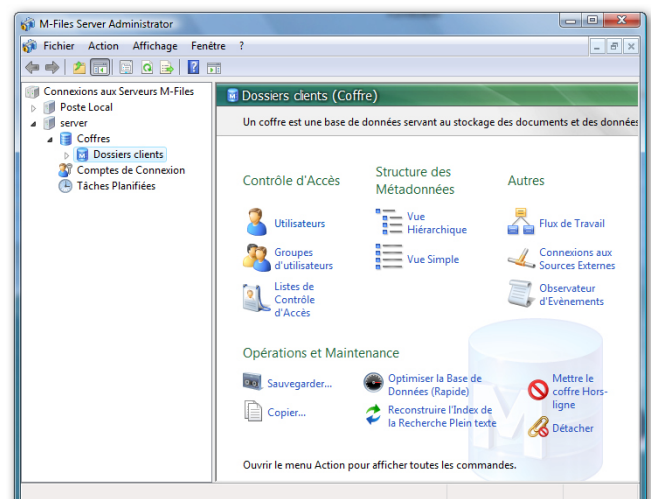 M-Files Server Administrator
Fichier Action Affichage Fenêtre ?
Connexions aux Serveurs M-Files
Poste Local
server
Coffres
Dossiers clients
Comptes de Connexion
Tâches Planifiées
Dossiers clients (Coffre)
Un coffre est une base de données servant au stockage des documents et des données
Contrôle d'Accès
Utilisateurs
Groupes
d'utilisateurs
Listes de
Contrôle
d'Accès
Structure des
Métadonnées
Vue
Hiérarchique
Vue Simple
Autres
Flux de Travail
Connexions aux
Sources Externes
Observateur
d'Evènements
Opérations et Maintenance
Sauvegarder...
Copier...
Optimiser la Base de
Données (Rapide)
Reconstruire l'Index de
la Recherche Plein texte
Mettre le
coffre Hors-
ligne
Détacher
Ouvrir le menu Action pour afficher toutes les commandes.